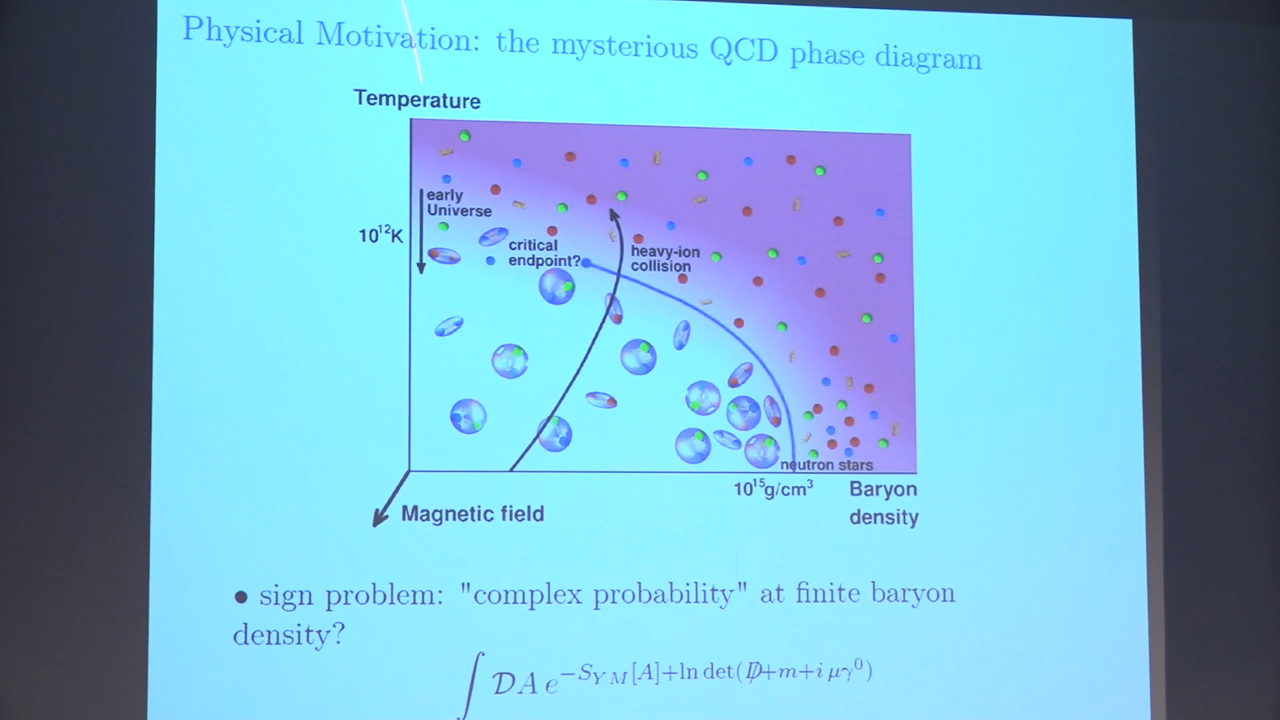 Physical Motivation: the mysterious QCD phase diagram
Temperature
early
Universe
10¹²K
critical
endpoint?
heavy-ion
collision
neutron stars
10¹⁵g/cm³
Baryon
density
Magnetic field
• sign problem: "complex probability" at finite baryon
density?
∫ 𝒟A e^{−S_{YM}[A]+ln det(D̸+m+i μγ⁰)}